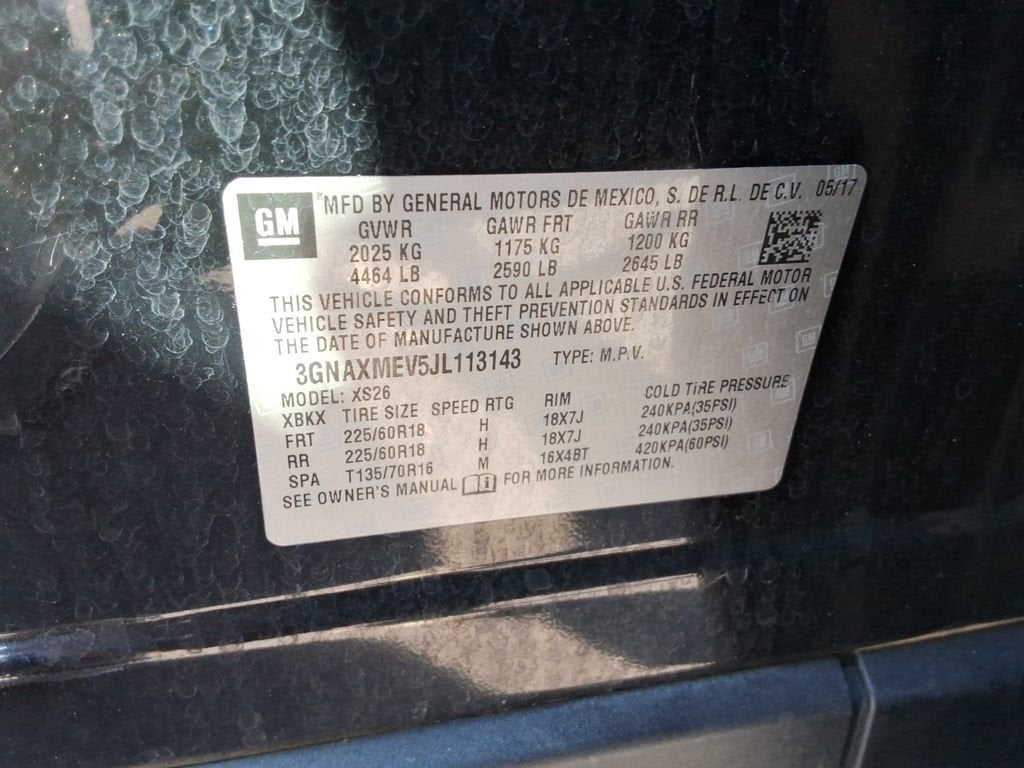 GM MFD BY GENERAL MOTORS DE MEXICO, S. DE R.L. DE C.V. 05/17
GVWR GAWR FRT GAWR RR
2025 KG 1175 KG 1200 KG
4464 LB 2590 LB 2645 LB
THIS VEHICLE CONFORMS TO ALL APPLICABLE U.S. FEDERAL MOTOR
VEHICLE SAFETY AND THEFT PREVENTION STANDARDS IN EFFECT ON
THE DATE OF MANUFACTURE SHOWN ABOVE.
3GNAXMEV5JL113143 TYPE: M.P.V.
MODEL: XS26
XBKX TIRE SIZE SPEED RTG RIM COLD TIRE PRESSURE
FRT 225/60R18 H 18X7J 240KPA(35PSI)
RR 225/60R18 H 18X7J 240KPA(35PSI)
SPA T135/70R16 M 16X4BT 420KPA(60PSI)
SEE OWNER'S MANUAL FOR MORE INFORMATION.